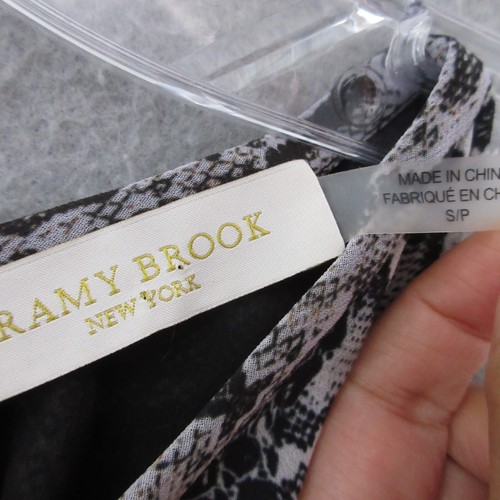 RAMY BROOK
NEW YORK
MADE IN CHIN
FABRIQUÉ EN CH
S/P